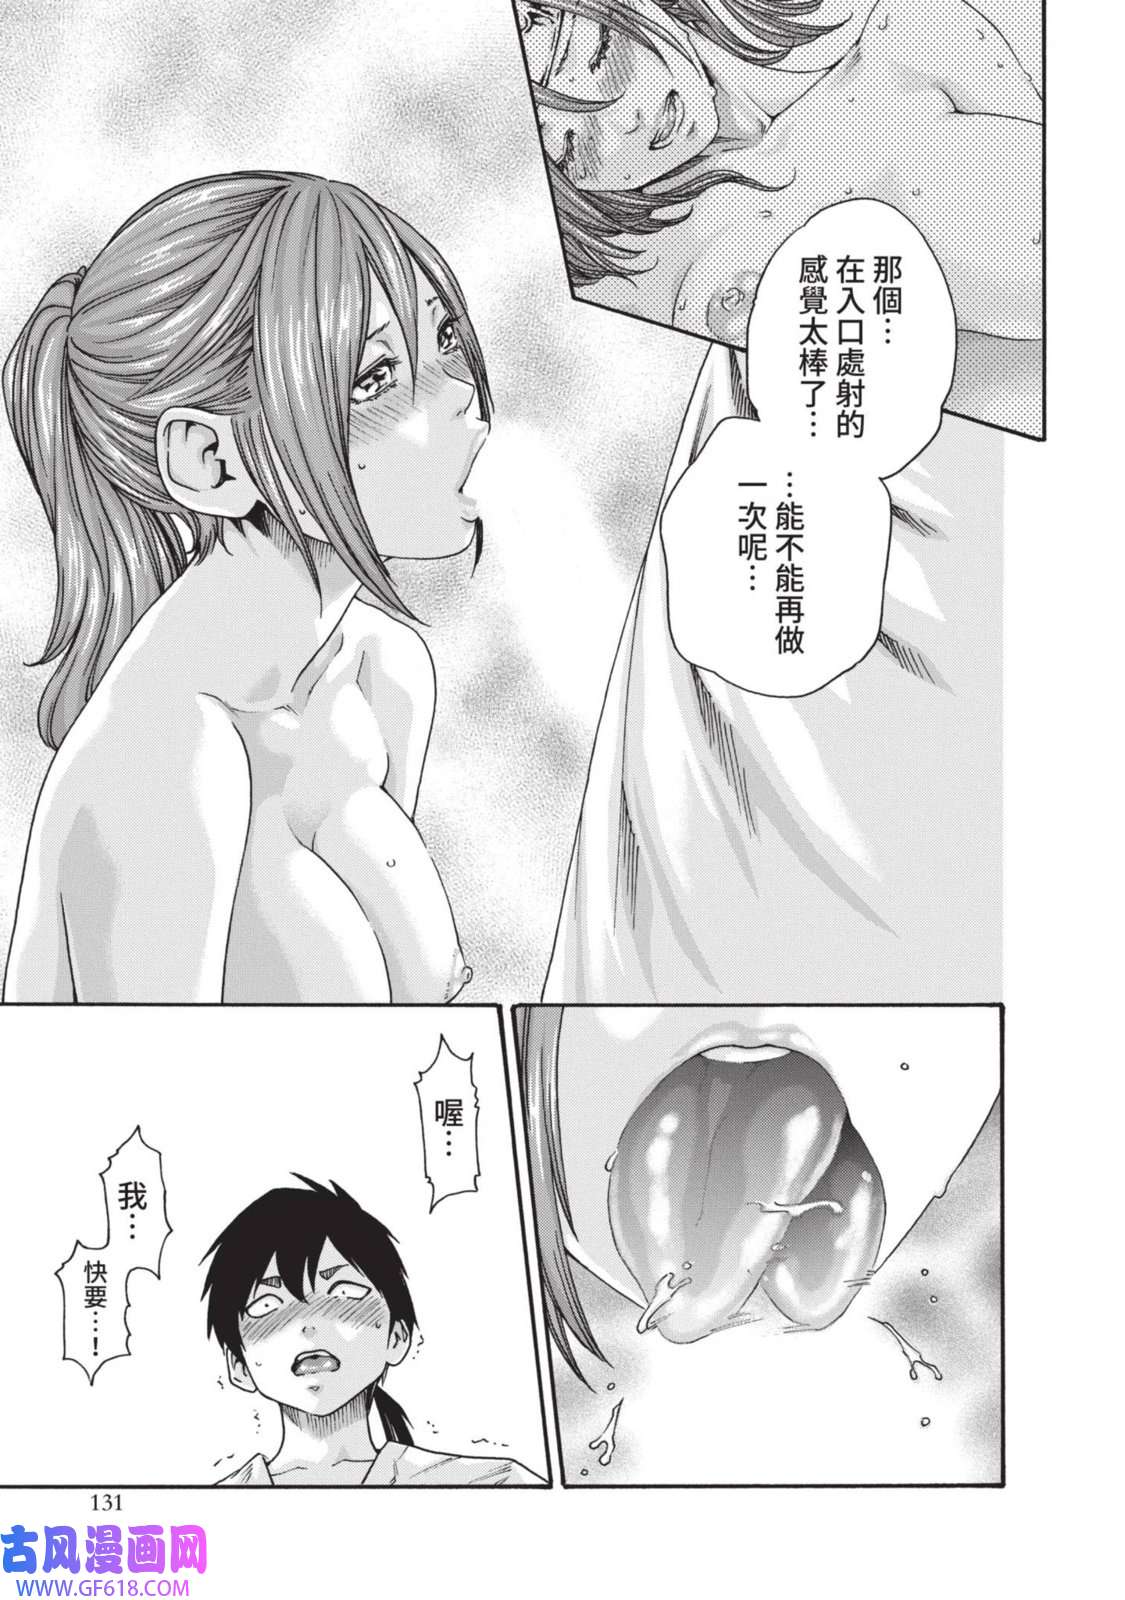 那個…
在入口處射的
感覺太棒了…
…能不能再做
一次呢…
喔…
我…
快要…！
131
古风漫画网
WWW.GF618.COM